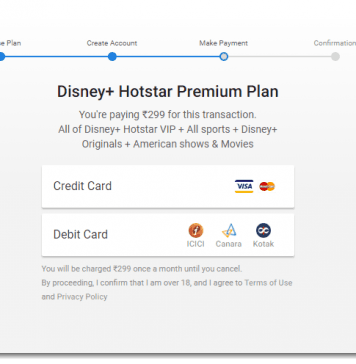 e Plan Create Account Make Payment Confirmation
Disney+ Hotstar Premium Plan
You're paying ₹299 for this transaction.
All of Disney+ Hotstar VIP + All sports + Disney+
Originals + American shows & Movies
Credit Card VISA
Debit Card
ICICI Canara Kotak
You will be charged ₹299 once a month until you cancel.
By proceeding, I confirm that I am over 18, and I agree to Terms of Use
and Privacy Policy